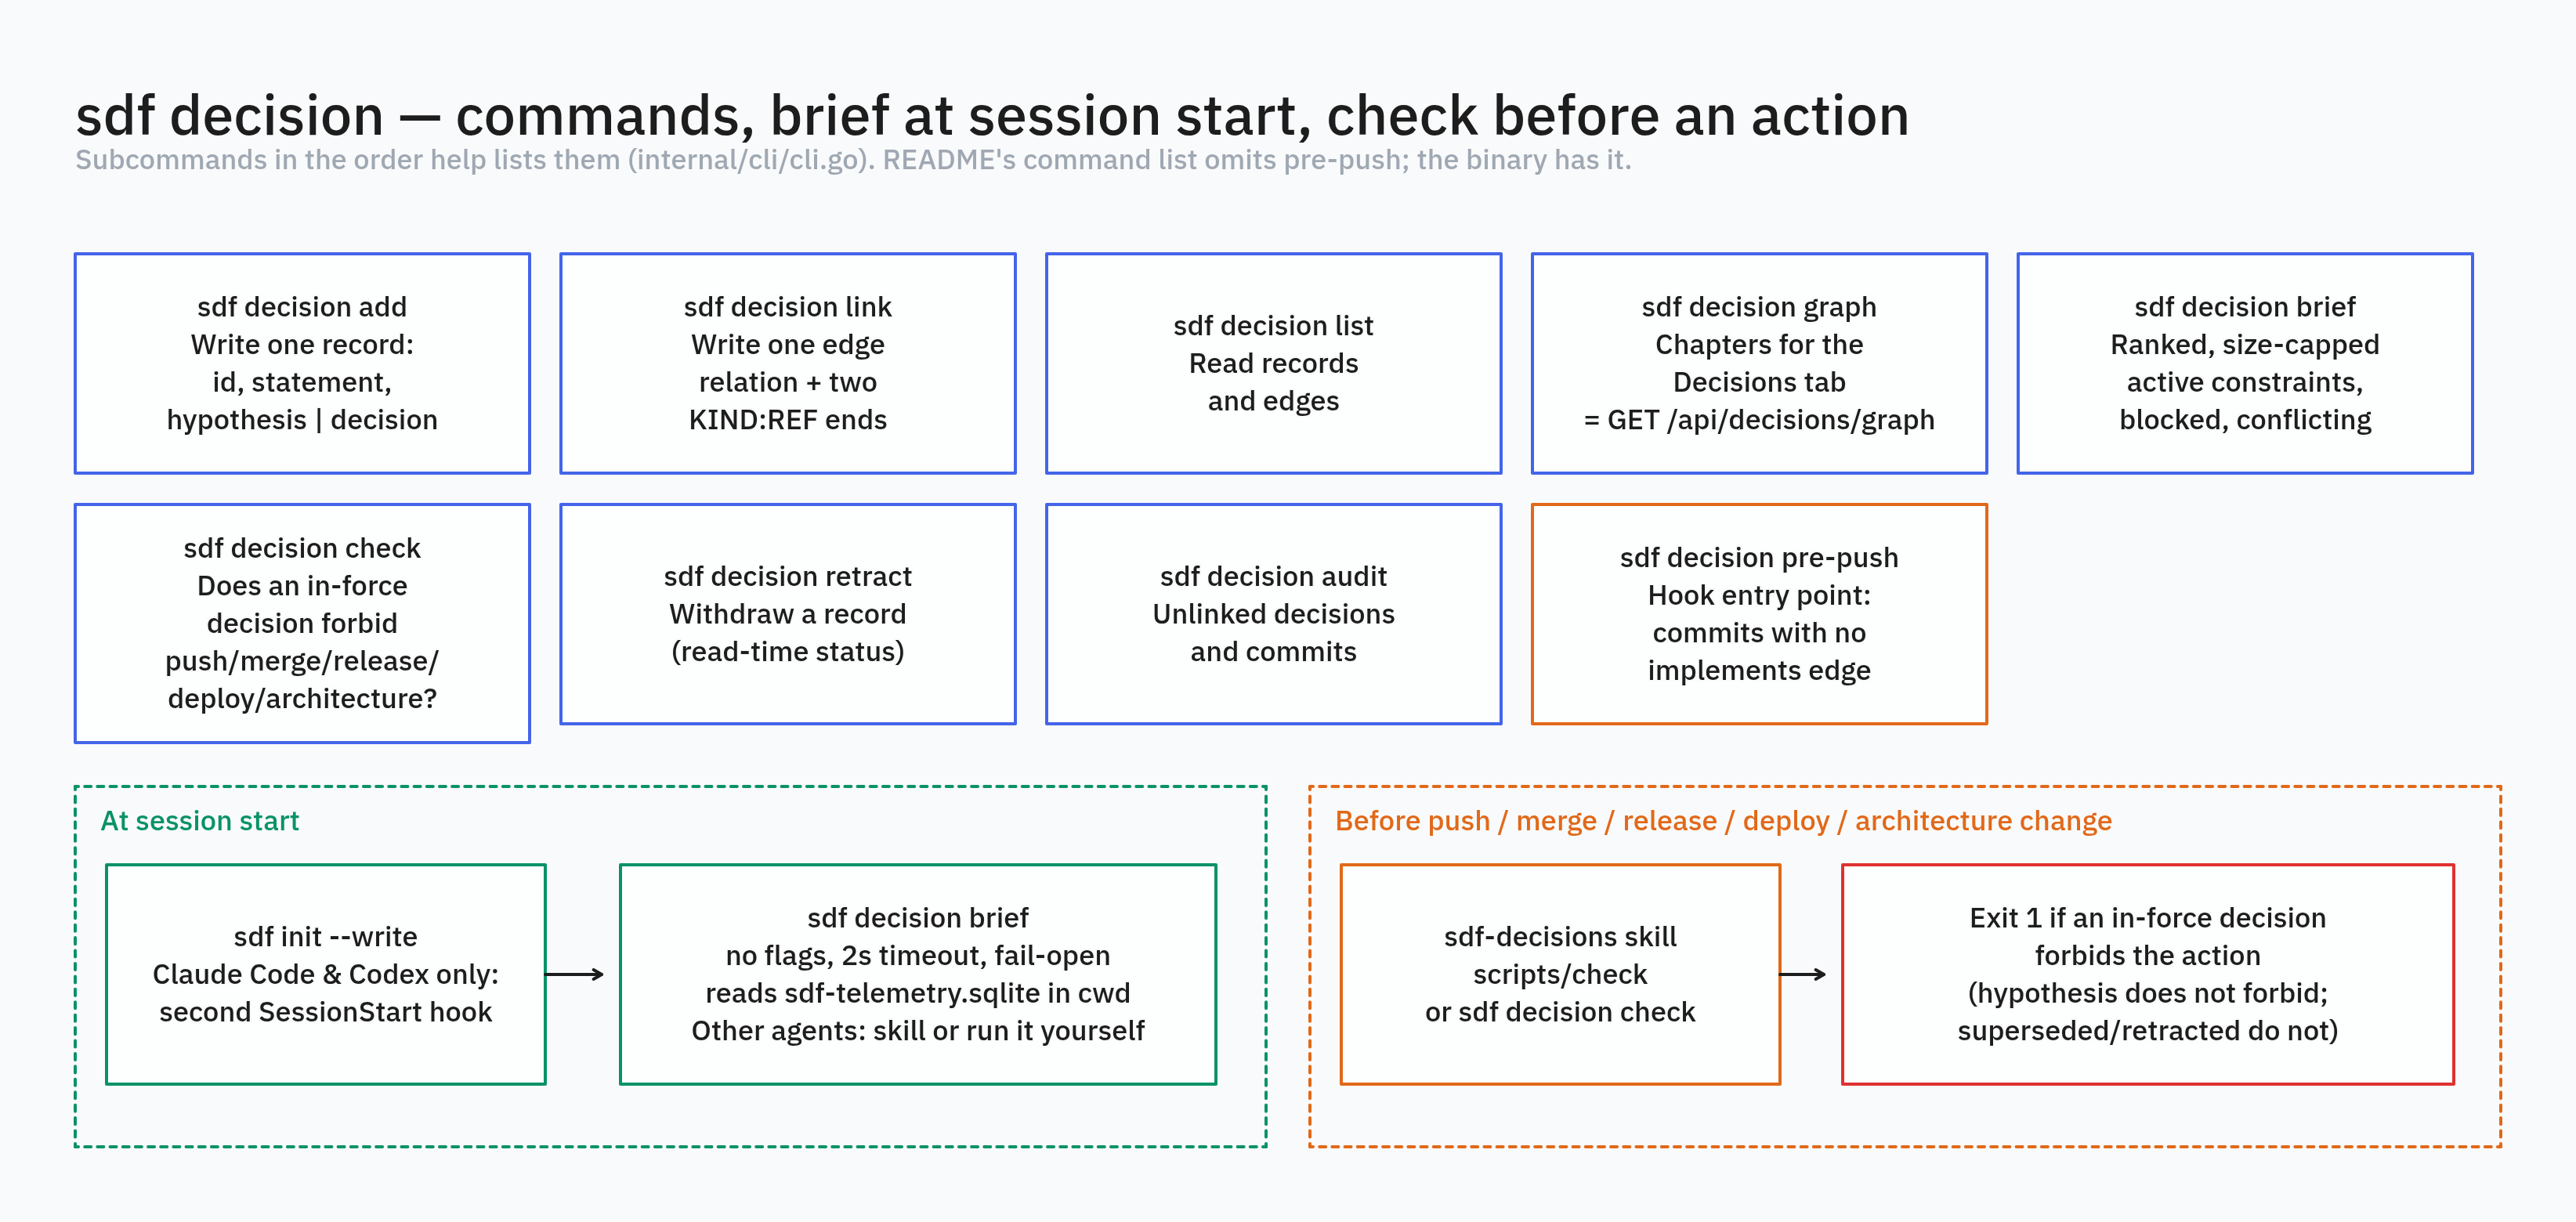 sdf decision — commands, brief at session start, check before an action
Subcommands in the order help lists them (internal/cli/cli.go). README's command list omits pre-push; the binary has it.
sdf decision add
Write one record:
id, statement,
hypothesis | decision
sdf decision link
Write one edge
relation + two
KIND:REF ends
sdf decision list
Read records
and edges
sdf decision graph
Chapters for the
Decisions tab
= GET /api/decisions/graph
sdf decision brief
Ranked, size-capped
active constraints,
blocked, conflicting
sdf decision check
Does an in-force
decision forbid
push/merge/release/
deploy/architecture?
sdf decision retract
Withdraw a record
(read-time status)
sdf decision audit
Unlinked decisions
and commits
sdf decision pre-push
Hook entry point:
commits with no
implements edge
At session start
sdf init --write
Claude Code & Codex only:
second SessionStart hook
sdf decision brief
no flags, 2s timeout, fail-open
reads sdf-telemetry.sqlite in cwd
Other agents: skill or run it yourself
Before push / merge / release / deploy / architecture change
sdf-decisions skill
scripts/check
or sdf decision check
Exit 1 if an in-force decision
forbids the action
(hypothesis does not forbid;
superseded/retracted do not)